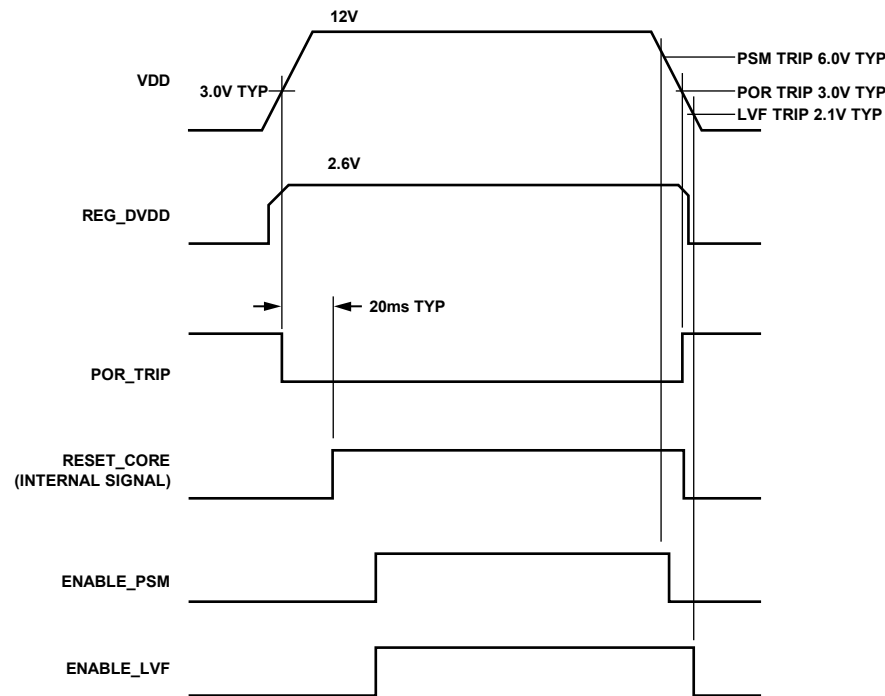 12V
VDD
3.0V TYP
PSM TRIP 6.0V TYP
POR TRIP 3.0V TYP
LVF TRIP 2.1V TYP
2.6V
REG_DVDD
20ms TYP
POR_TRIP
RESET_CORE
(INTERNAL SIGNAL)
ENABLE_PSM
ENABLE_LVF